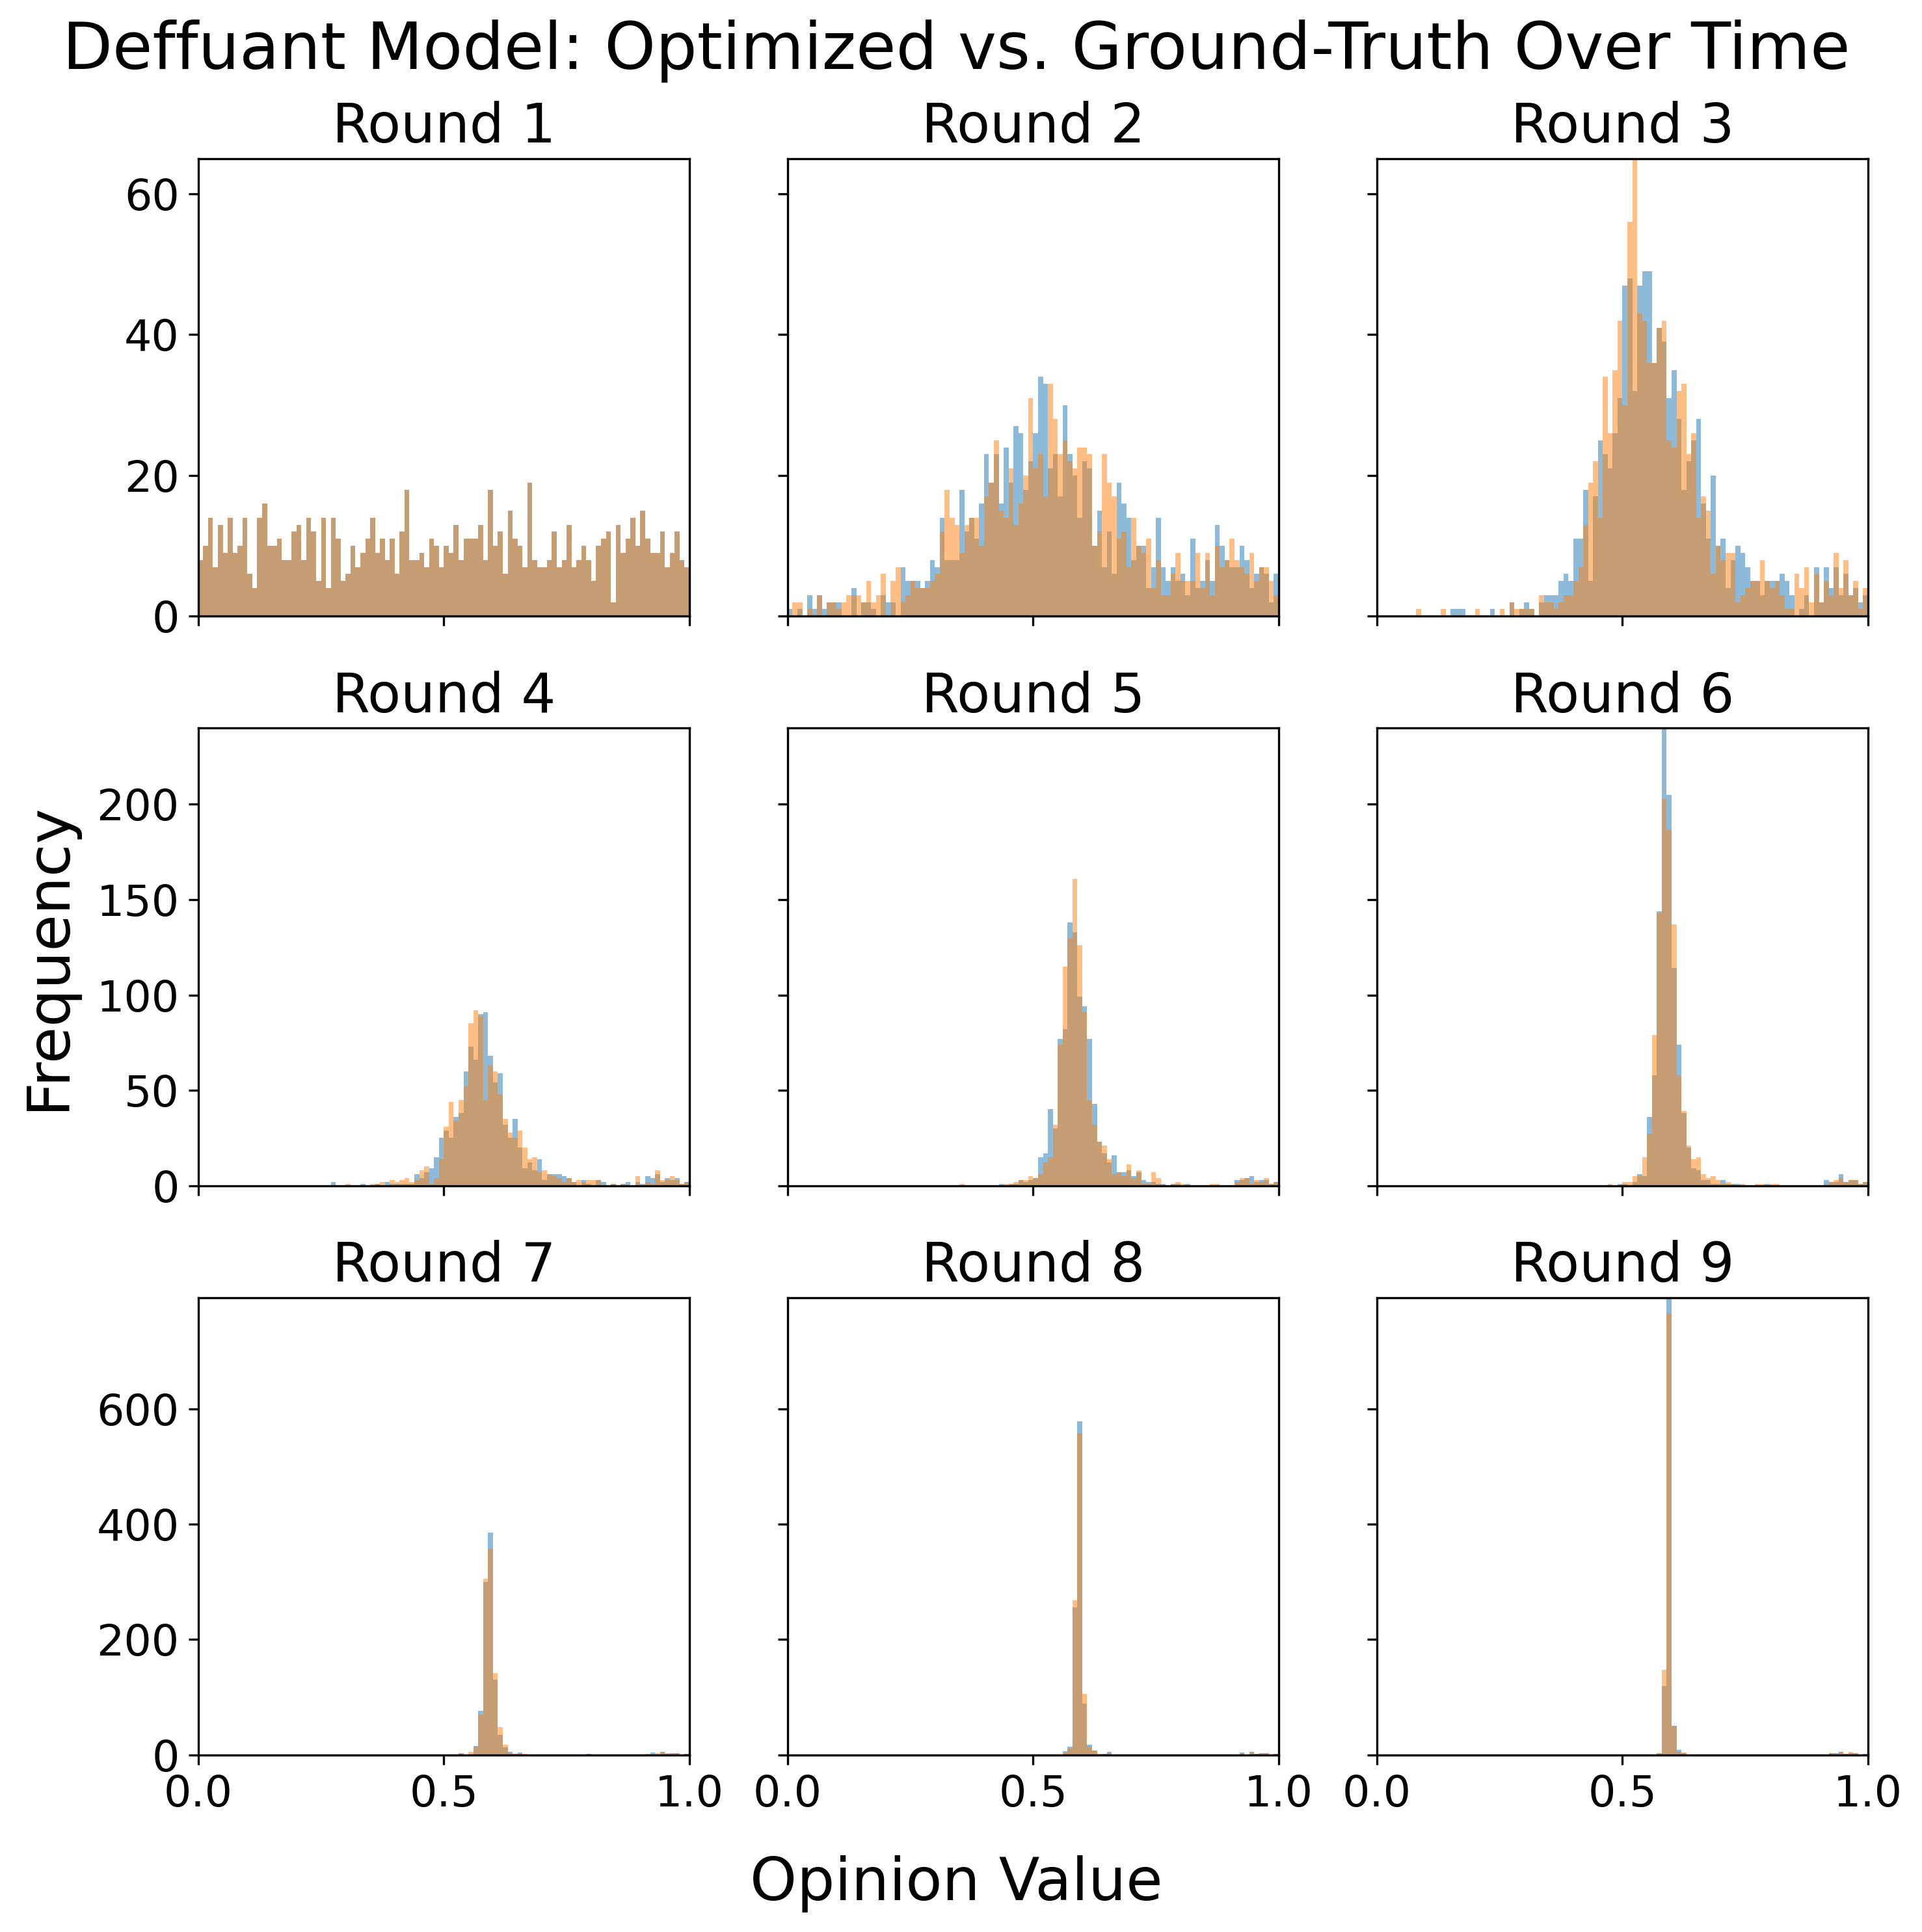 Deffuant Model: Optimized vs. Ground-Truth Over Time
Round 1 Round 2 Round 3
60
40
20
0
Round 4 Round 5 Round 6
200
150
100
50
0
Frequency
Round 7 Round 8 Round 9
600
400
200
0
0.0 0.5 1.0 0.0 0.5 1.0 0.0 0.5 1.0
Opinion Value